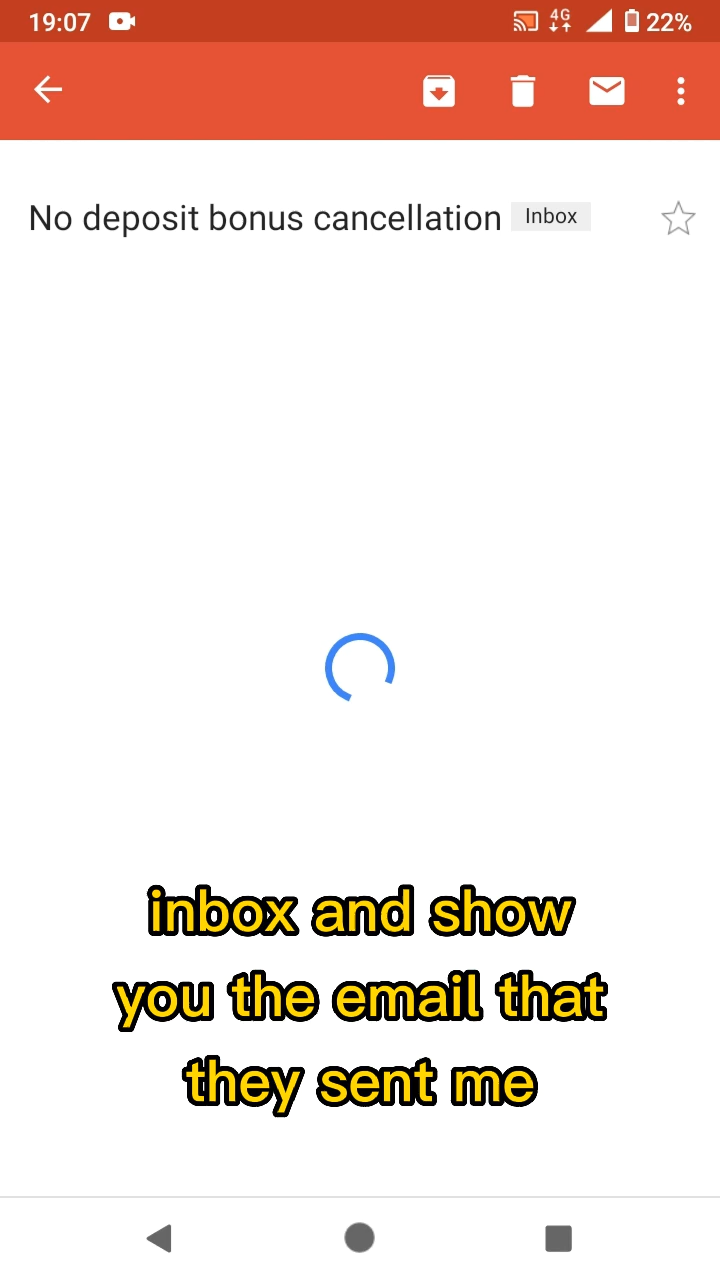 19:07 4G 22%
No deposit bonus cancellation Inbox
inbox and show
you the email that
they sent me